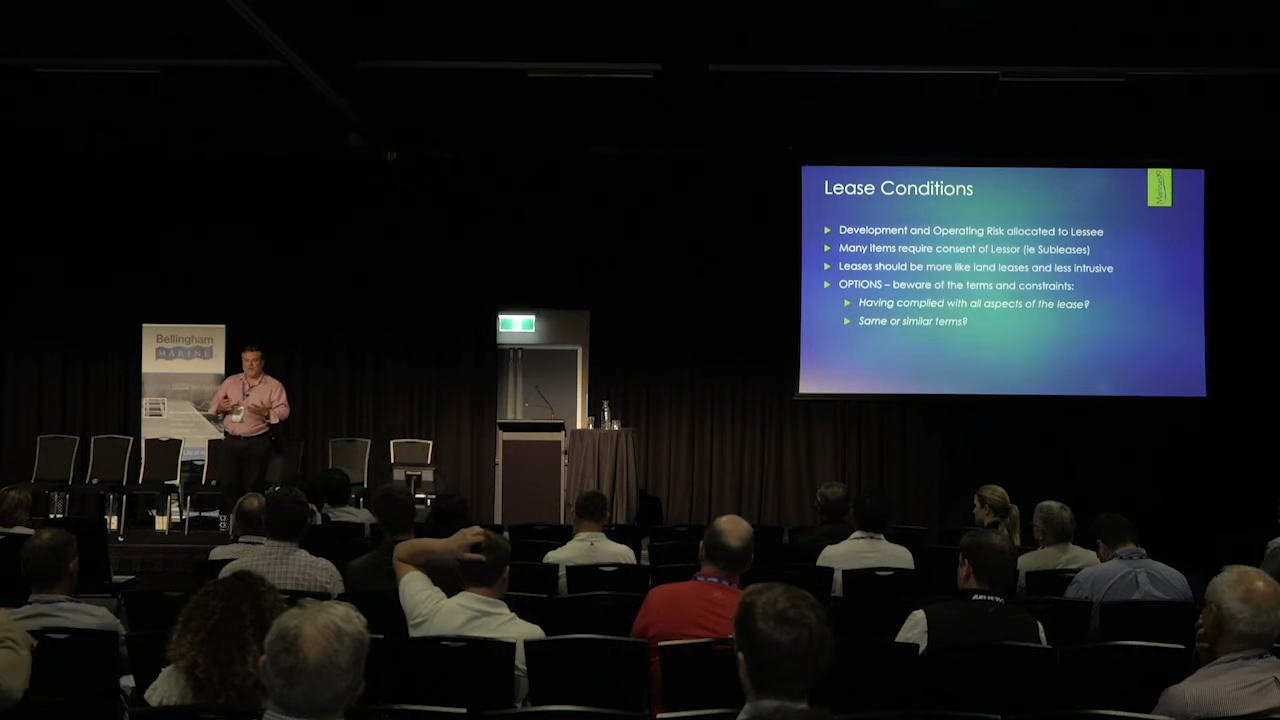 Lease Conditions
Development and Operating Risk allocated to Lessee
Many items require consent of Lessor (ie Subleases)
Leases should be more like land leases and less intrusive
OPTIONS – beware of the terms and constraints:
Having complied with all aspects of the lease?
Same or similar terms?
Bellingham
MARINE